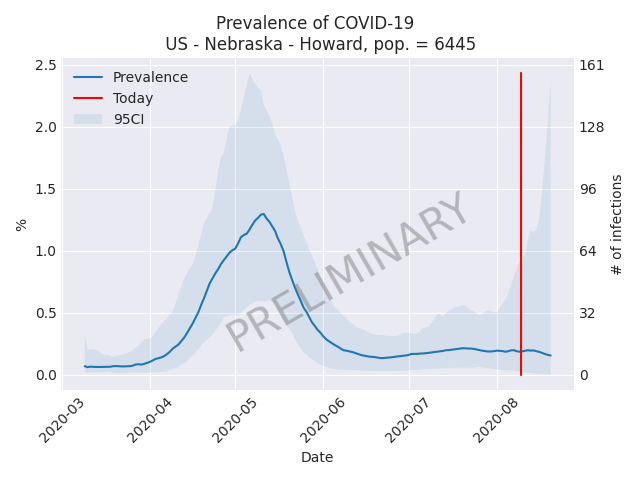 Prevalence of COVID-19
US - Nebraska - Howard, pop. = 6445
Prevalence
Today
95CI
2.5
2.0
1.5
1.0
0.5
0.0
%
161
128
96
64
32
0
# of infections
PRELIMINARY
2020-03
2020-04
2020-05
2020-06
2020-07
2020-08
Date